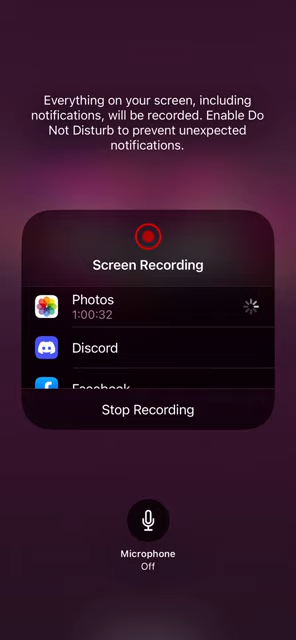 Everything on your screen, including
notifications, will be recorded. Enable Do
Not Disturb to prevent unexpected
notifications.
Screen Recording
Photos
1:00:32
Discord
Facebook
Stop Recording
Microphone
Off